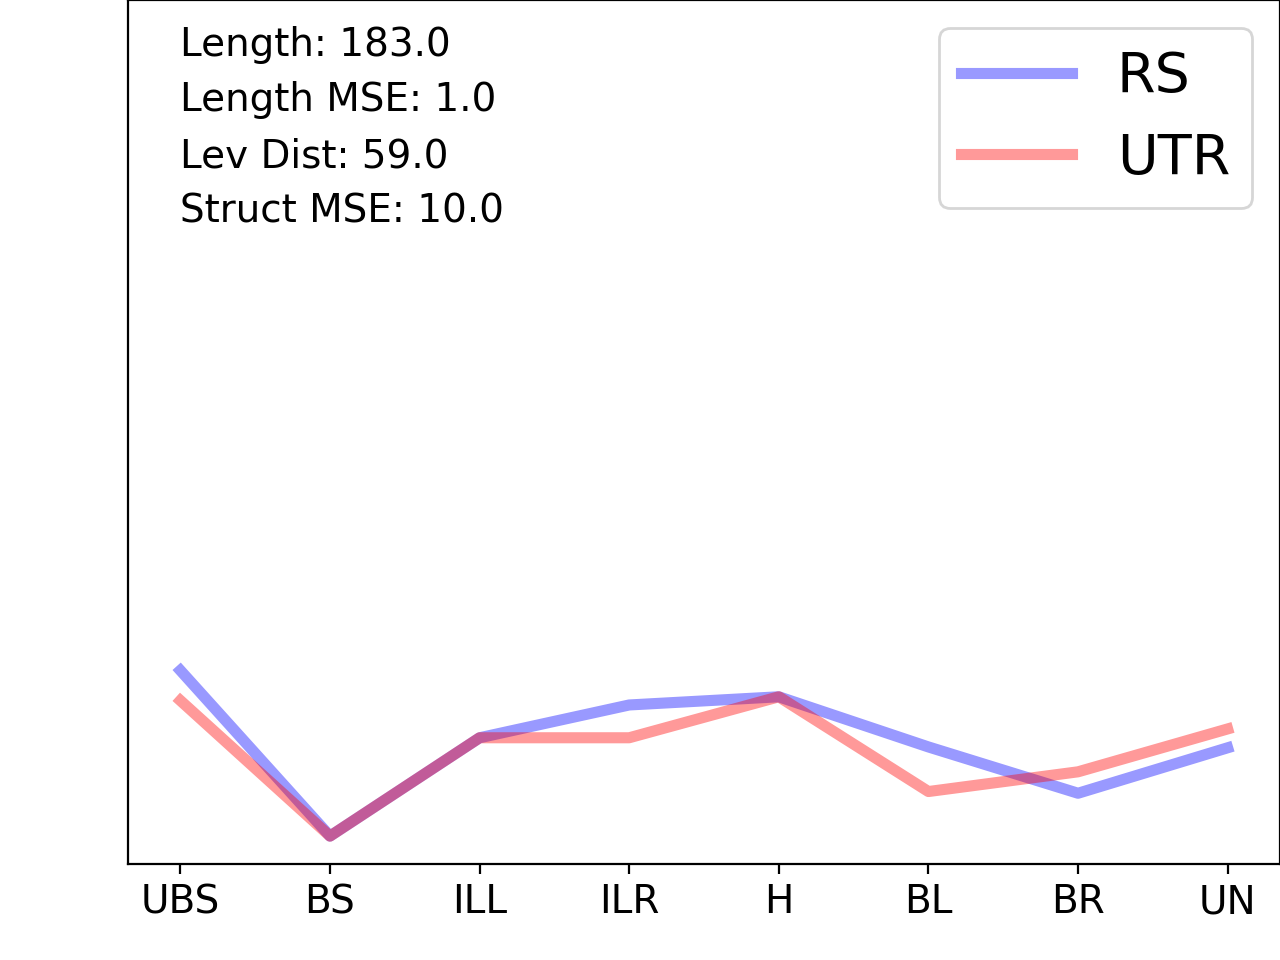 Length: 183.0
Length MSE: 1.0
Lev Dist: 59.0
Struct MSE: 10.0
RS
UTR
UBS BS ILL ILR H BL BR UN